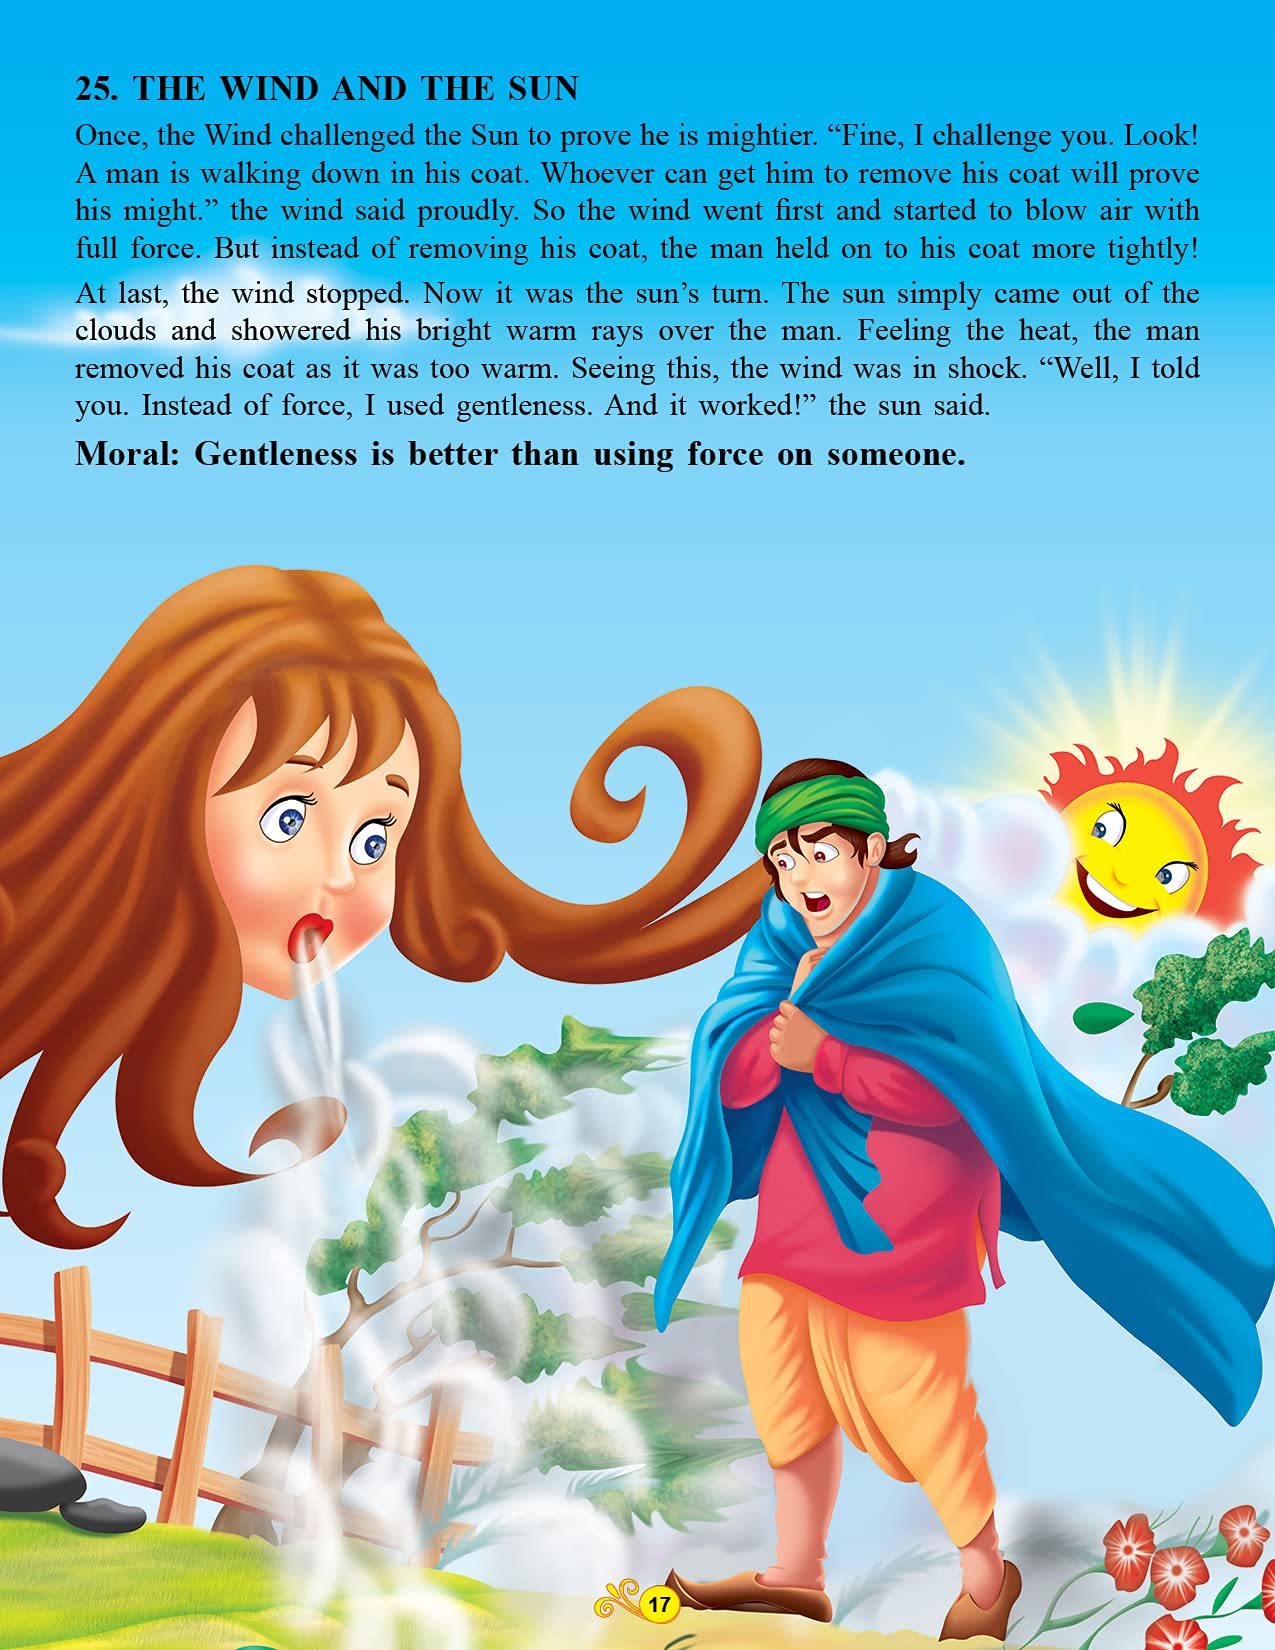 25. THE WIND AND THE SUN
Once, the Wind challenged the Sun to prove he is mightier. “Fine, I challenge you. Look!
A man is walking down in his coat. Whoever can get him to remove his coat will prove
his might.” the wind said proudly. So the wind went first and started to blow air with
full force. But instead of removing his coat, the man held on to his coat more tightly!
At last, the wind stopped. Now it was the sun’s turn. The sun simply came out of the
clouds and showered his bright warm rays over the man. Feeling the heat, the man
removed his coat as it was too warm. Seeing this, the wind was in shock. “Well, I told
you. Instead of force, I used gentleness. And it worked!” the sun said.
Moral: Gentleness is better than using force on someone.
17